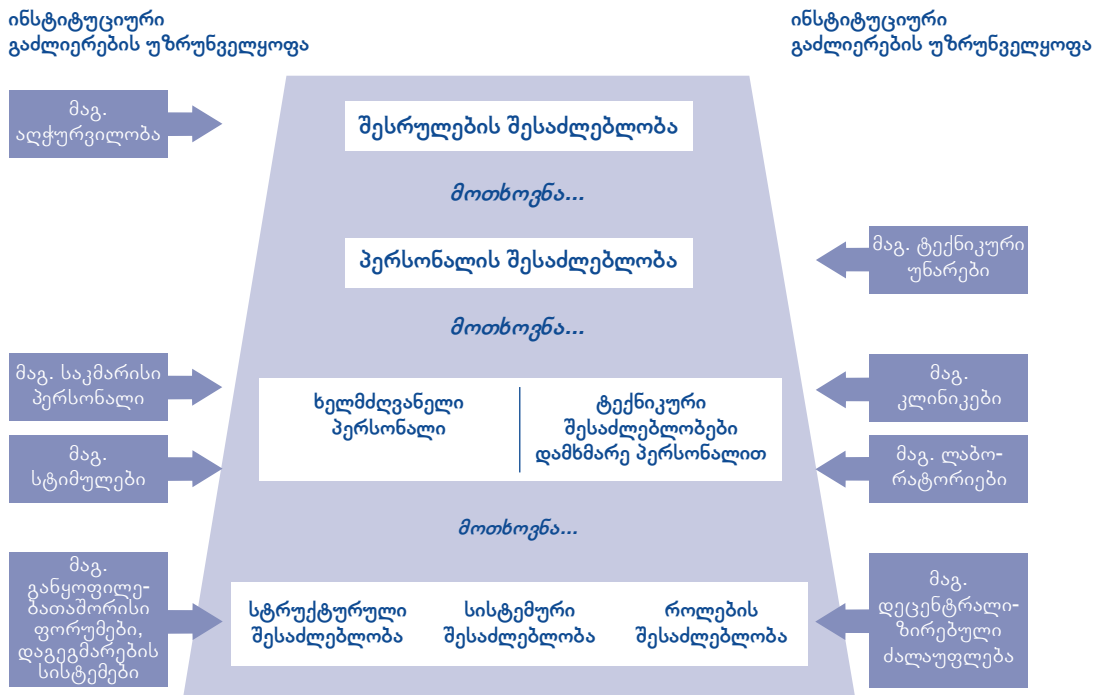 ინსტიტუციური
გაძლიერების უზრუნველყოფა
ინსტიტუციური
გაძლიერების უზრუნველყოფა
მაგ.
აღჭურვილობა
შესრულების შესაძლებლობა
მოთხოვნა...
პერსონალის შესაძლებლობა
მაგ. ტექნიკური
უნარები
მოთხოვნა...
მაგ. საკმარისი
პერსონალი
ხელმძღვანელი
პერსონალი
ტექნიკური
შესაძლებლობები
დამხმარე პერსონალით
მაგ.
კლინიკები
მაგ.
სტიმულები
მაგ. ლაბო-
რატორიები
მოთხოვნა...
მაგ.
განყოფილე-
ბათაშორისი
ფორუმები,
დაგეგმარების
სისტემები
სტრუქტურული
შესაძლებლობა
სისტემური
შესაძლებლობა
როლების
შესაძლებლობა
მაგ.
დეცენტრალი-
ზირებული
ძალაუფლება